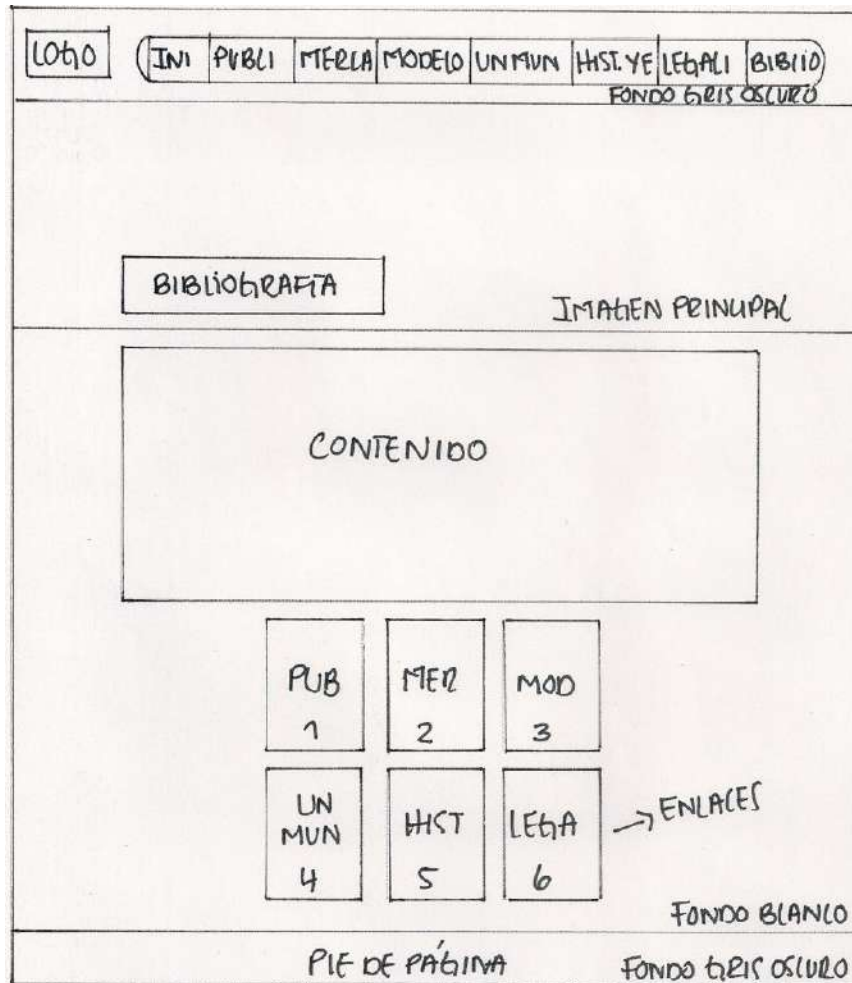 LOGO
INI PUBLI MERCA MODELO UN MUN HIST. YE LEGALI BIBLIO
FONDO GRIS OSCURO
BIBLIOGRAFÍA
IMAGEN PRINCIPAL
CONTENIDO
PUB MER MOD
1 2 3
UN
MUN HIST LEGA → ENLACES
4 5 6
FONDO BLANCO
PIE DE PÁGINA FONDO GRIS OSCURO